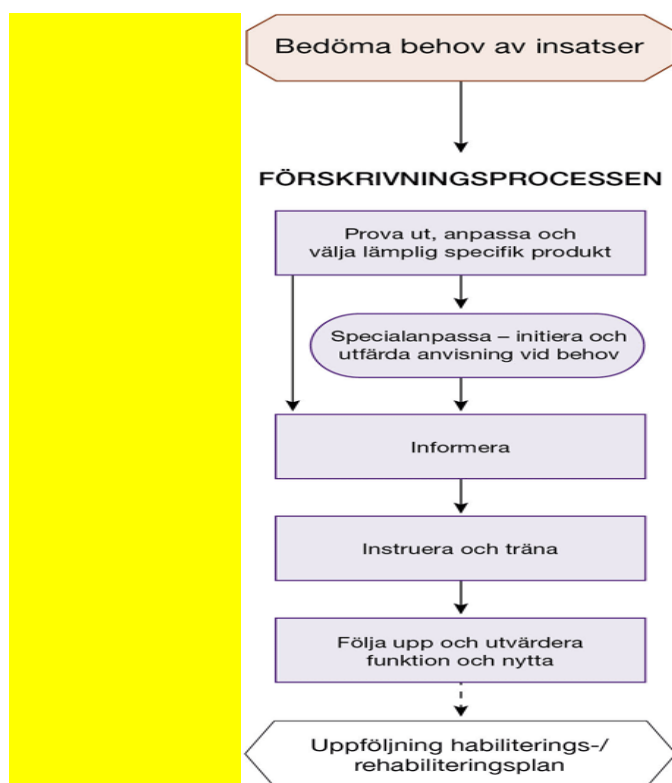 Bedöma behov av insatser
FÖRSKRIVNINGSPROCESSEN
Prova ut, anpassa och
välja lämplig specifik produkt
Specialanpassa – initiera och
utfärda anvisning vid behov
Informera
Instruera och träna
Följa upp och utvärdera
funktion och nytta
Uppföljning habiliterings-/
rehabiliteringsplan